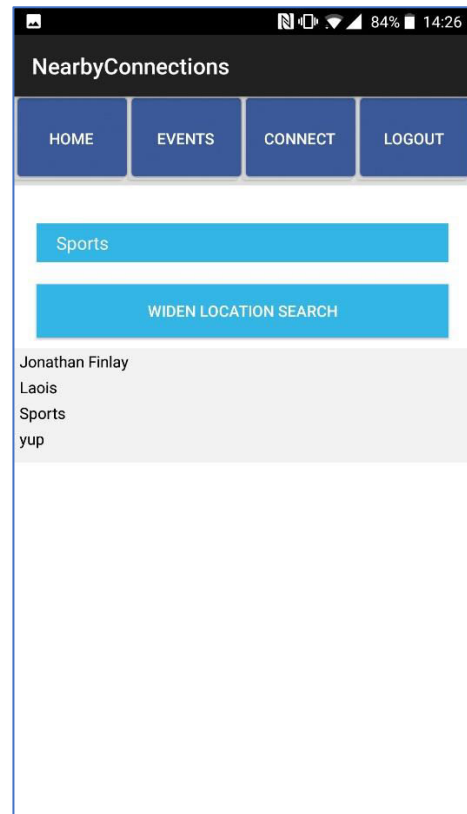 84% 14:26
NearbyConnections
HOME EVENTS CONNECT LOGOUT
Sports
WIDEN LOCATION SEARCH
Jonathan Finlay
Laois
Sports
yup